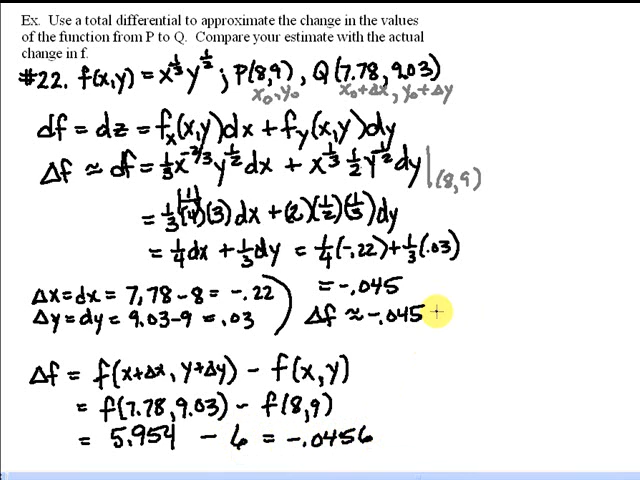 Ex. Use a total differential to approximate the change in the values
of the function from P to Q. Compare your estimate with the actual
change in f.
#22. f(x,y) = x^{1/3} y^{1/2} ; P(8,9) , Q(7.78, 9.03)
x₀, y₀ x₀+Δx, y₀+Δy
df = dz = fₓ(x,y)dx + f_y(x,y)dy
Δf ≈ df = 1/3 x^{-2/3} y^{1/2} dx + x^{1/3} 1/2 y^{-1/2} dy |(8,9)
= 1/3 (1/4)(3) dx + (2)(1/2)(1/3) dy
= 1/4 dx + 1/3 dy = 1/4 (-.22) + 1/3 (.03)
= -.045
Δx = dx = 7.78 - 8 = -.22
Δy = dy = 9.03 - 9 = .03
Δf ≈ -.045
Δf = f(x+Δx, y+Δy) - f(x,y)
= f(7.78, 9.03) - f(8,9)
= 5.954 - 6 = -.0456